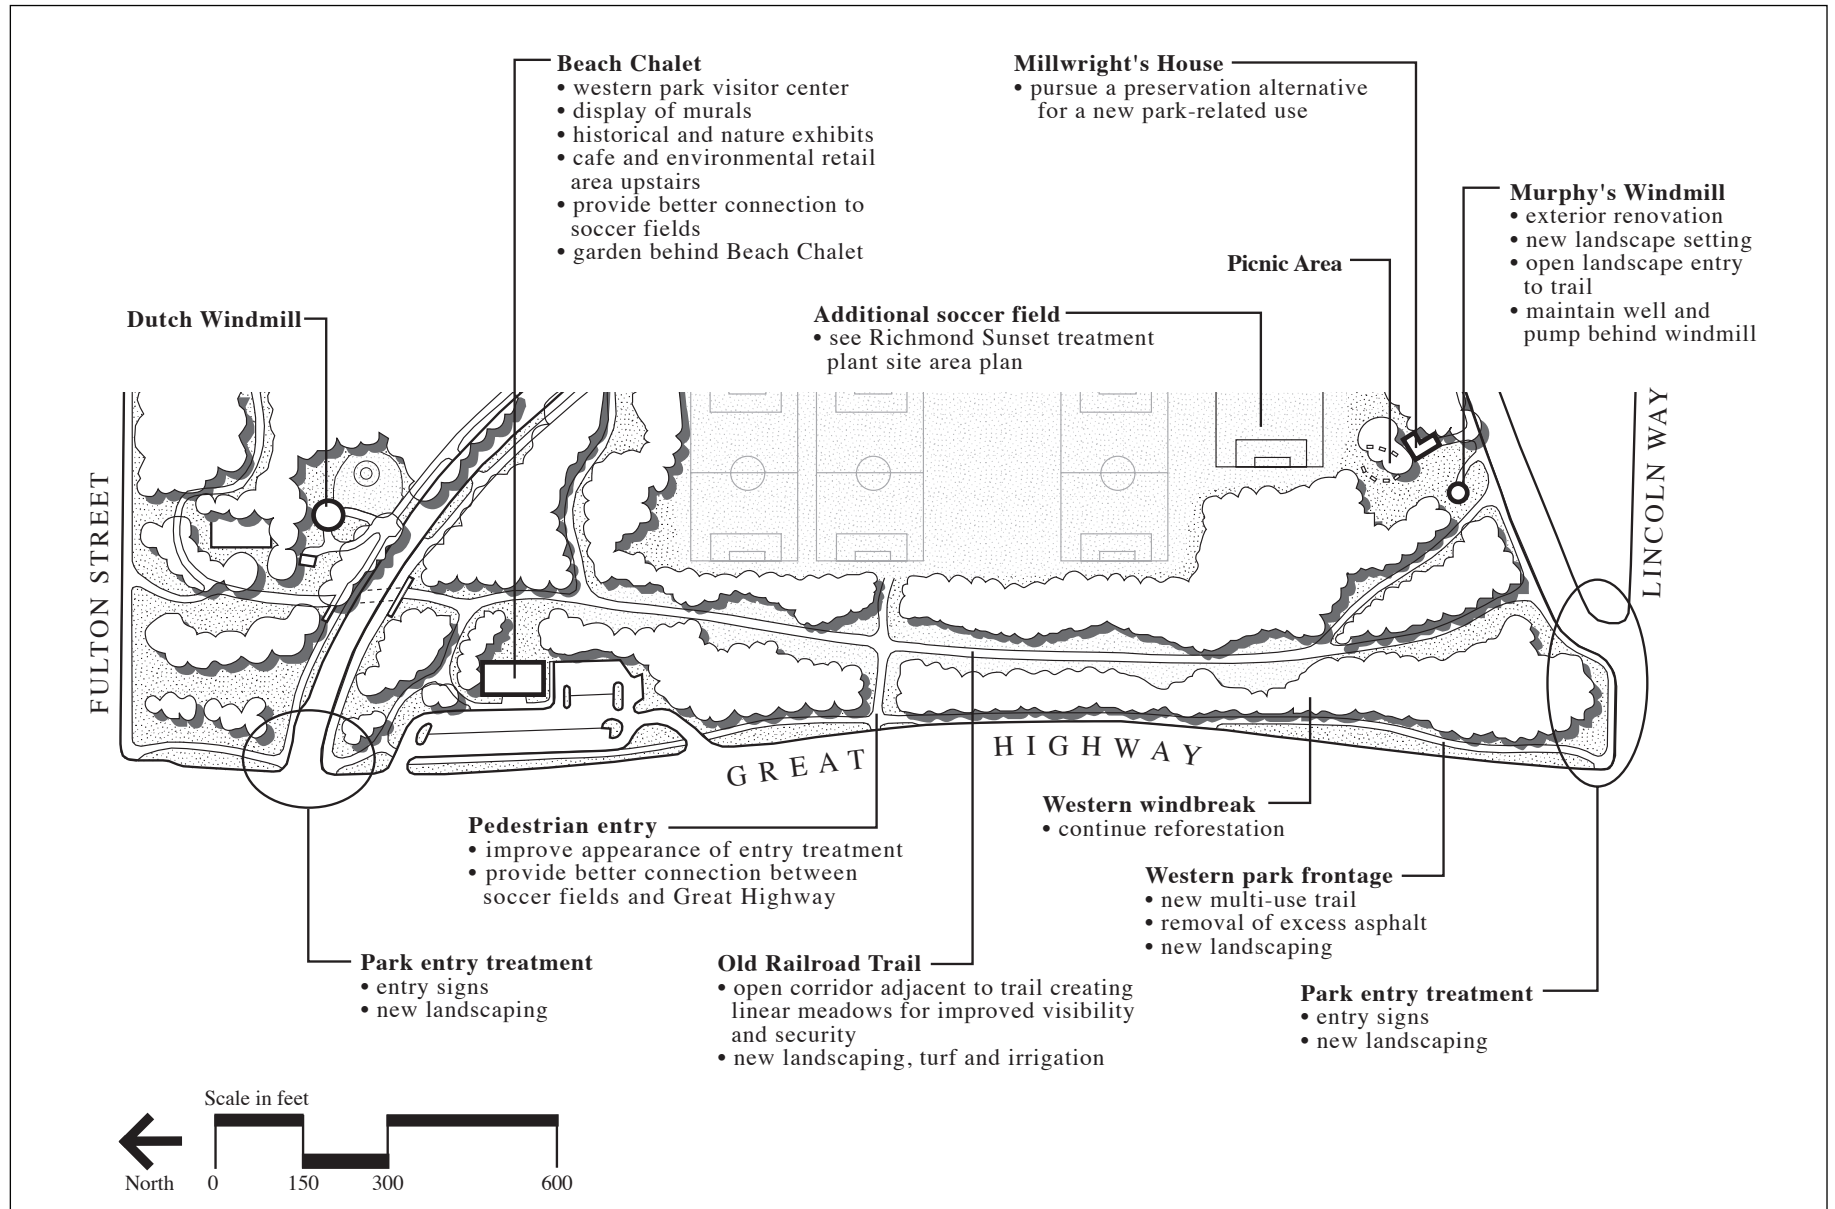 Beach Chalet
• western park visitor center
• display of murals
• historical and nature exhibits
• cafe and environmental retail
area upstairs
• provide better connection to
soccer fields
• garden behind Beach Chalet
Millwright's House
• pursue a preservation alternative
for a new park-related use
Murphy's Windmill
• exterior renovation
• new landscape setting
• open landscape entry
to trail
• maintain well and
pump behind windmill
Picnic Area
Additional soccer field
• see Richmond Sunset treatment
plant site area plan
Dutch Windmill
FULTON STREET
LINCOLN WAY
GREAT HIGHWAY
Pedestrian entry
• improve appearance of entry treatment
• provide better connection between
soccer fields and Great Highway
Western windbreak
• continue reforestation
Western park frontage
• new multi-use trail
• removal of excess asphalt
• new landscaping
Park entry treatment
• entry signs
• new landscaping
Old Railroad Trail
• open corridor adjacent to trail creating
linear meadows for improved visibility
and security
• new landscaping, turf and irrigation
Park entry treatment
• entry signs
• new landscaping
Scale in feet
North
0 150 300 600